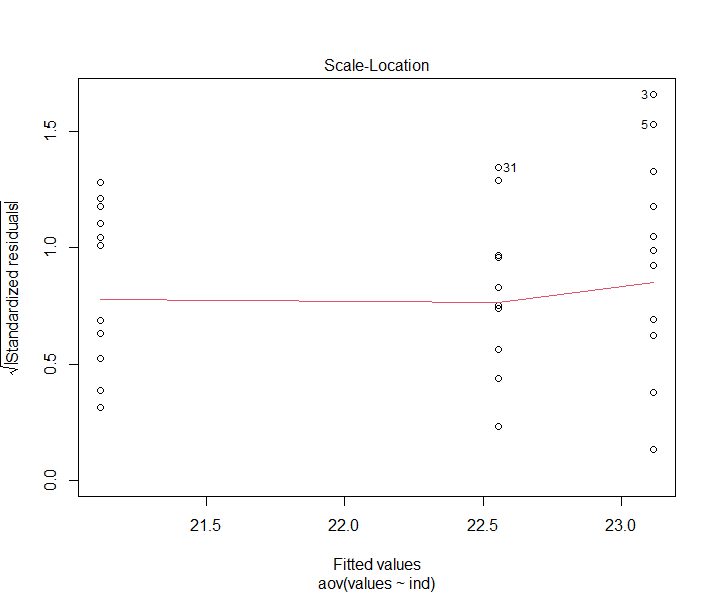 Scale-Location
3
5
31
1.5
1.0
0.5
0.0
√|Standardized residuals|
21.5 22.0 22.5 23.0
Fitted values
aov(values ~ ind)